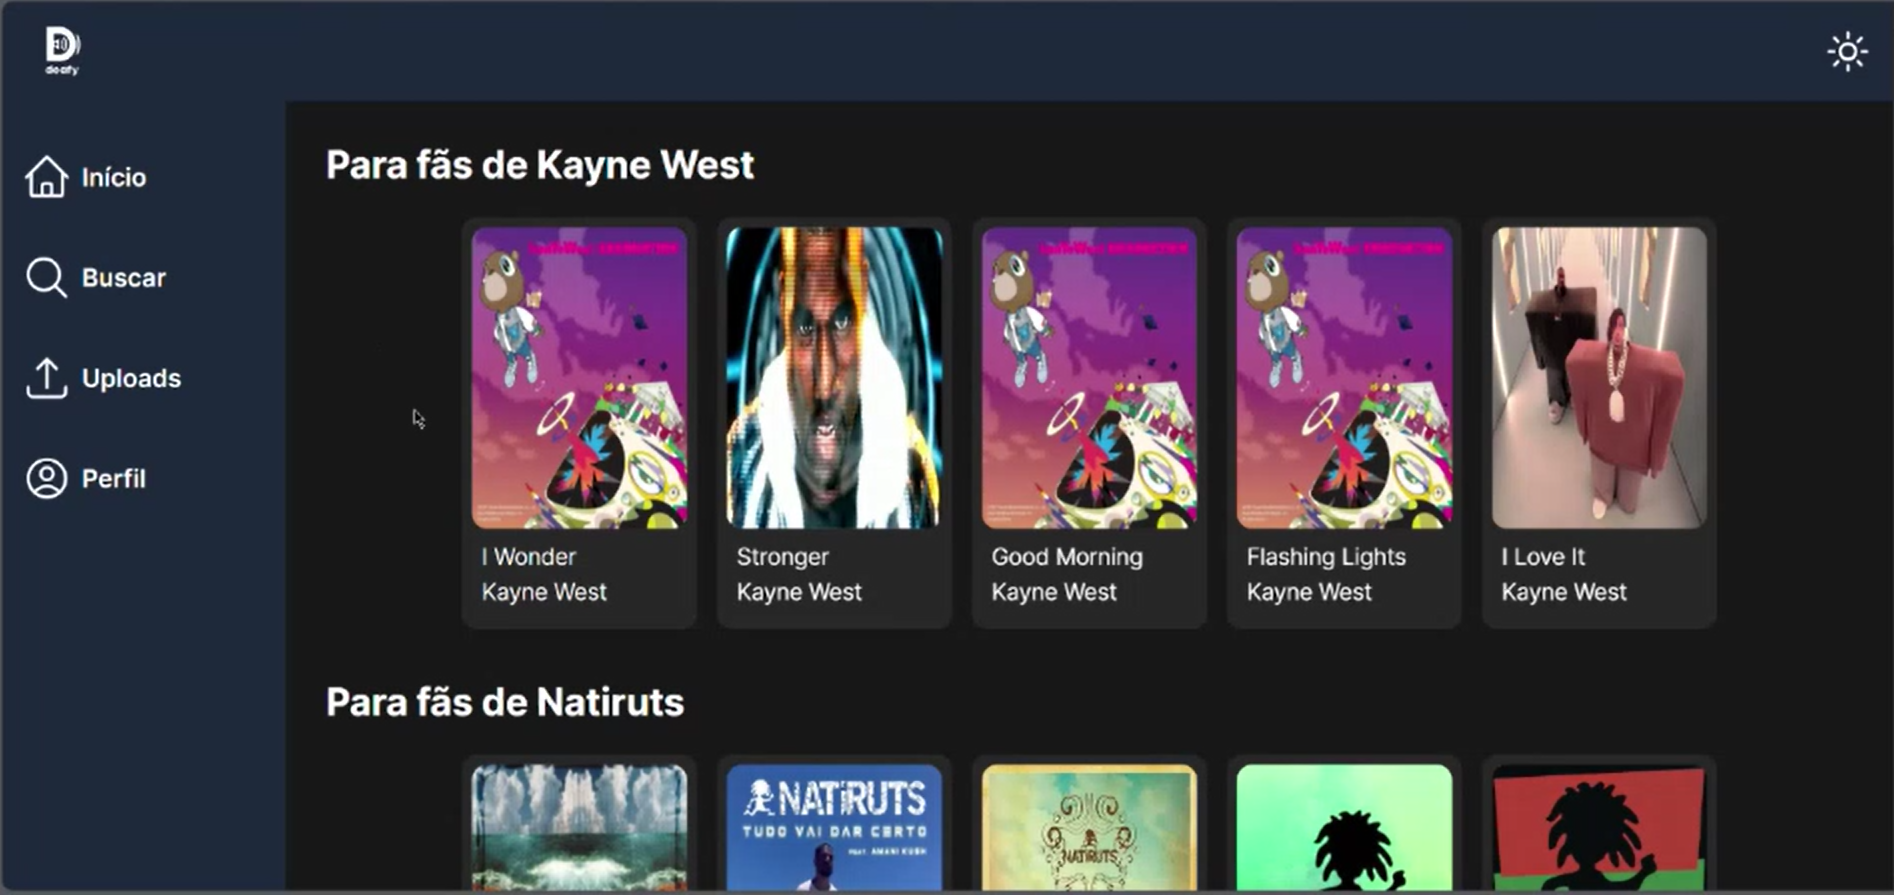 D
deafy
Início
Buscar
Uploads
Perfil
Para fãs de Kayne West
I Wonder
Kayne West
Stronger
Kayne West
Good Morning
Kayne West
Flashing Lights
Kayne West
I Love It
Kayne West
Para fãs de Natiruts
NATIRUTS
TUDO VAI DAR CERTO
FEAT. AMANI KUSH
NATIRUTS